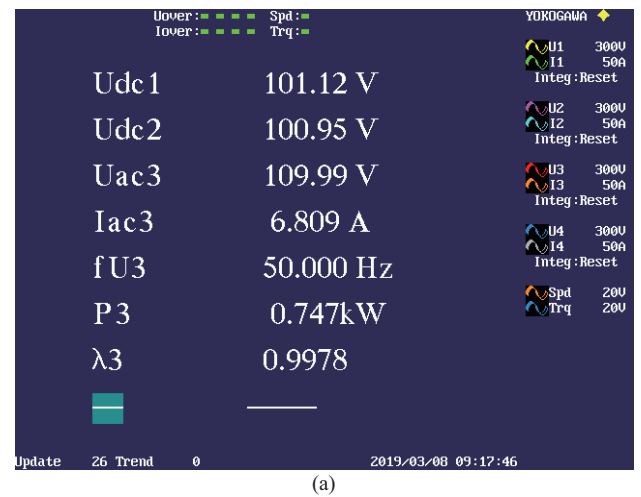 Uover: Spd:
Iover: Trq:
YOKOGAWA
Udc1 101.12 V
Udc2 100.95 V
Uac3 109.99 V
Iac3 6.809 A
fU3 50.000 Hz
P3 0.747kW
λ3 0.9978
U1 300V
I1 50A
Integ:Reset
U2 300V
I2 50A
Integ:Reset
U3 300V
I3 50A
Integ:Reset
U4 300V
I4 50A
Integ:Reset
Spd 20V
Trq 20V
Update 26 Trend 0 2019/03/08 09:17:46
(a)